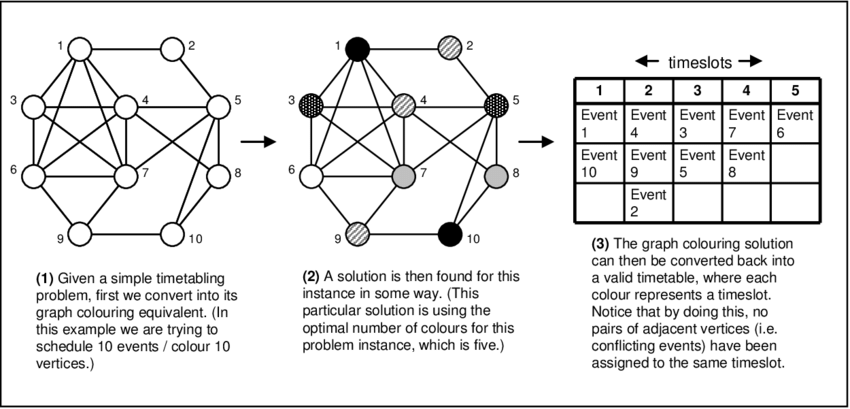 1 2
3 4 5
6 7 8
9 10
(1) Given a simple timetabling
problem, first we convert into its
graph colouring equivalent. (In
this example we are trying to
schedule 10 events / colour 10
vertices.)
1 2
3 4 5
6 7 8
9 10
(2) A solution is then found for this
instance in some way. (This
particular solution is using the
optimal number of colours for this
problem instance, which is five.)
timeslots
1 2 3 4 5
Event Event Event Event Event
1 4 3 7 6
Event Event Event Event
10 9 5 8
Event
2
(3) The graph colouring solution
can then be converted back into
a valid timetable, where each
colour represents a timeslot.
Notice that by doing this, no
pairs of adjacent vertices (i.e.
conflicting events) have been
assigned to the same timeslot.